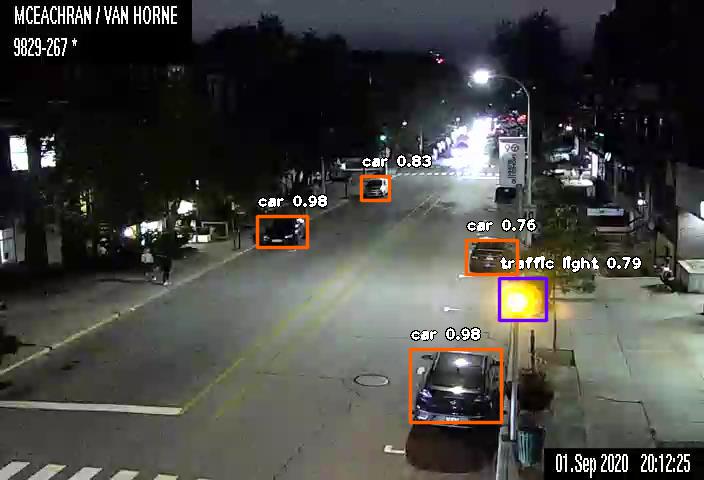 MCEACHRAN / VAN HORNE
9829-267 *
car 0.83
car 0.98
car 0.76
traffic light 0.79
car 0.98
01.Sep 2020 20:12:25